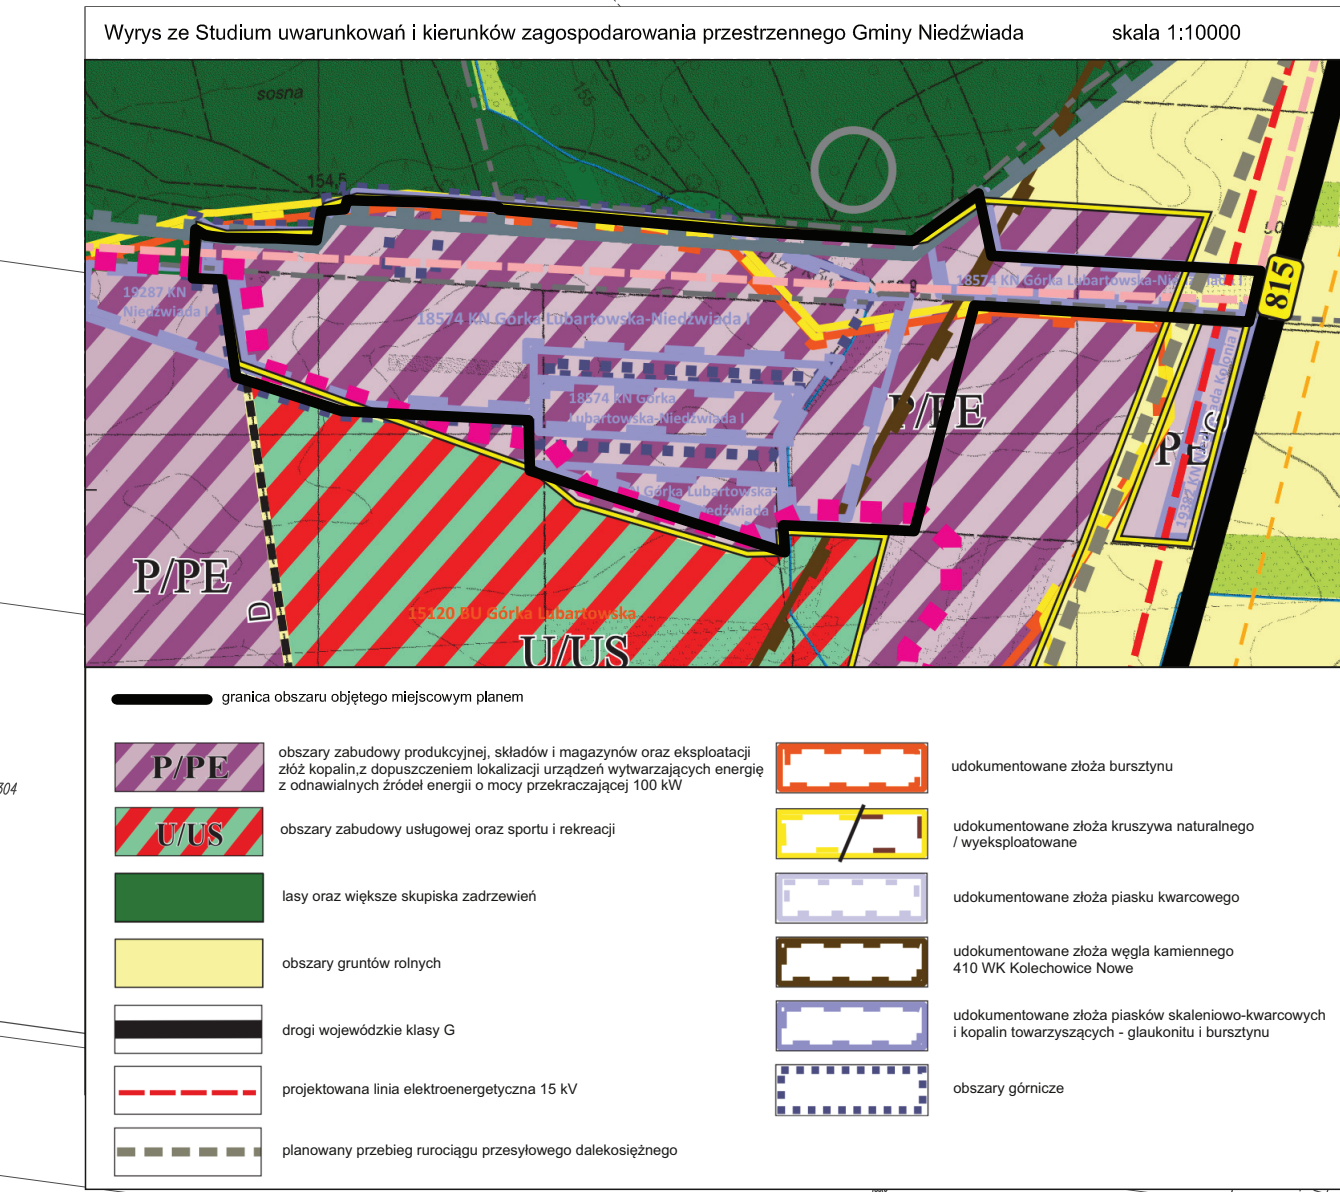 Wyrys ze Studium uwarunkowań i kierunków zagospodarowania przestrzennego Gminy Niedźwiada skala 1:10000
sosna
155
154,5
815
19287 KN
Niedźwiada I
18574 KN Górka Lubartowska-Niedźwiada I
18574 KN Górka Lubartowska-Niedźwiada I
18574 KN Górka
Lubartowska-Niedźwiada I
Górka Lubartowska-
P/PE
PE
G
19392 KN
Kolonia
P/PE
D
15120 BU Górka Lubartowska
U/US
granica obszaru objętego miejscowym planem
P/PE
obszary zabudowy produkcyjnej, składów i magazynów oraz eksploatacji
złóż kopalin,z dopuszczeniem lokalizacji urządzeń wytwarzających energię
z odnawialnych źródeł energii o mocy przekraczającej 100 kW
U/US
obszary zabudowy usługowej oraz sportu i rekreacji
lasy oraz większe skupiska zadrzewień
obszary gruntów rolnych
drogi wojewódzkie klasy G
projektowana linia elektroenergetyczna 15 kV
planowany przebieg rurociągu przesyłowego dalekosiężnego
udokumentowane złoża bursztynu
udokumentowane złoża kruszywa naturalnego
/ wyeksploatowane
udokumentowane złoża piasku kwarcowego
udokumentowane złoża węgla kamiennego
410 WK Kolechowice Nowe
udokumentowane złoża piasków skaleniowo-kwarcowych
i kopalin towarzyszących - glaukonitu i bursztynu
obszary górnicze
304